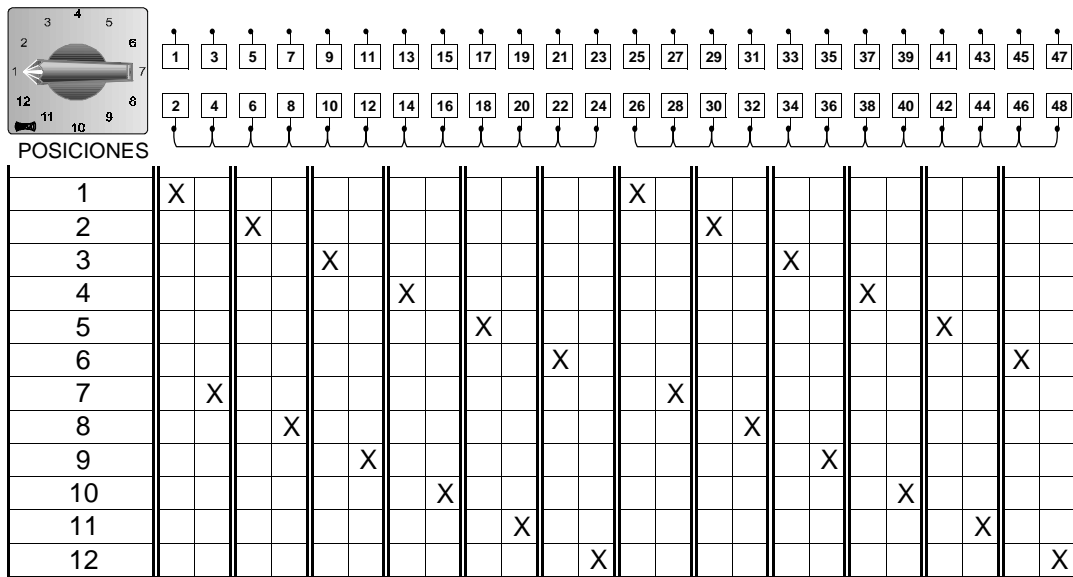 4
3 5
2 6
1 7
12 8
11 9
10
1 3 5 7 9 11 13 15 17 19 21 23 25 27 29 31 33 35 37 39 41 43 45 47
2 4 6 8 10 12 14 16 18 20 22 24 26 28 30 32 34 36 38 40 42 44 46 48
POSICIONES
1 X X
2 X X
3 X X
4 X X
5 X X
6 X X
7 X X
8 X X
9 X X
10 X X
11 X X
12 X X